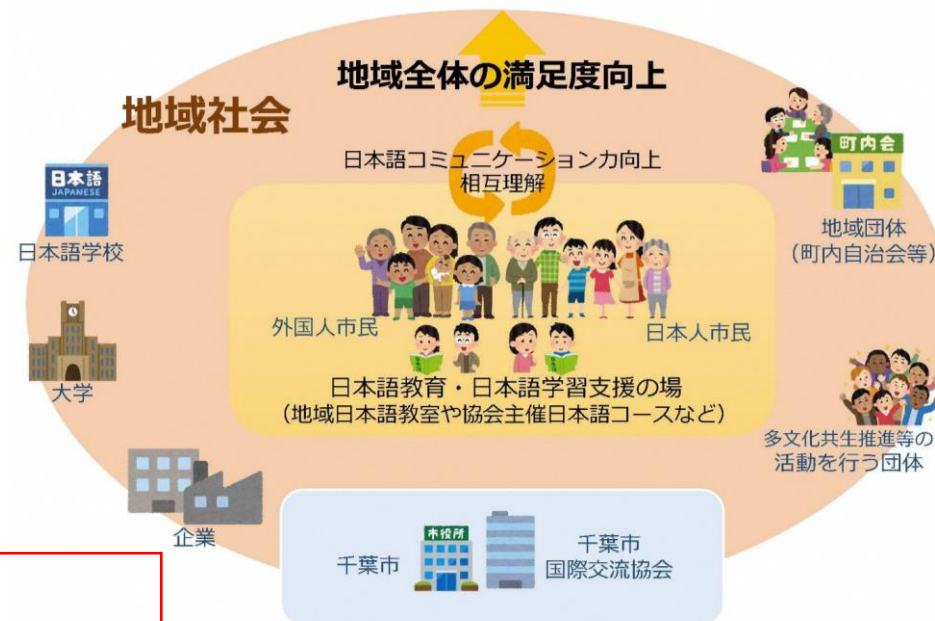 地域全体の満足度向上
地域社会
日本語コミュニケーション力向上
相互理解
日本語
JAPANESE
日本語学校
町内会
地域団体
（町内自治会等）
外国人市民
日本人市民
大学
日本語教育・日本語学習支援の場
（地域日本語教室や協会主催日本語コースなど）
多文化共生推進等の
活動を行う団体
企業
千葉市
市役所
千葉市
国際交流協会